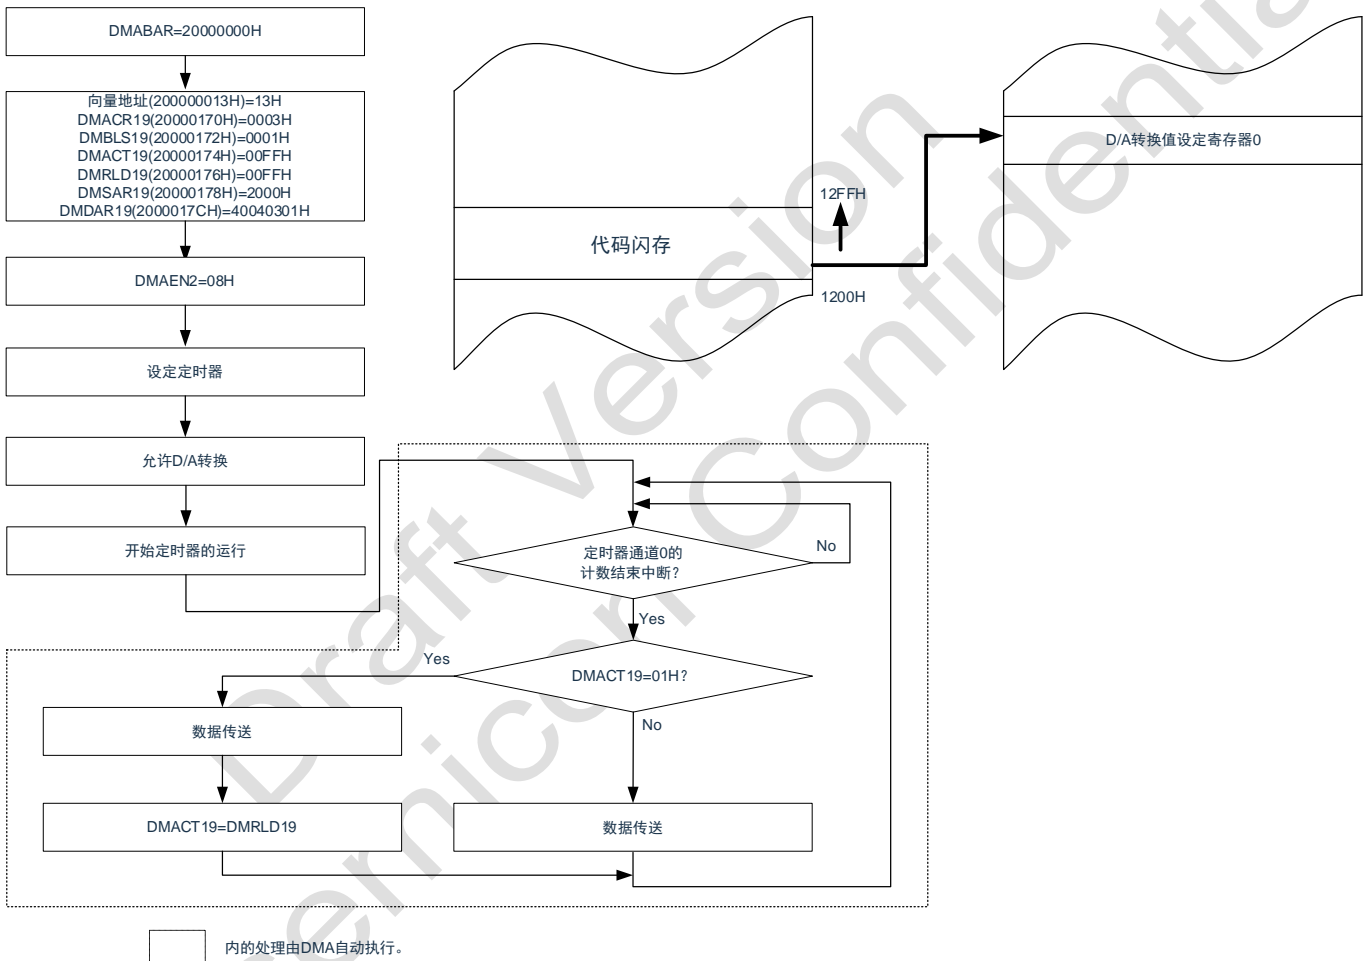 DMABAR=20000000H
向量地址(200000013H)=13H
DMACR19(20000170H)=0003H
DMBLS19(20000172H)=0001H
DMACT19(20000174H)=00FFH
DMRLD19(20000176H)=00FFH
DMSAR19(20000178H)=2000H
DMDAR19(2000017CH)=40040301H
DMAEN2=08H
设定定时器
允许D/A转换
开始定时器的运行
12FFH
代码闪存
1200H
D/A转换值设定寄存器0
定时器通道0的
计数结束中断?
No
Yes
DMACT19=01H?
Yes
No
数据传送
DMACT19=DMRLD19
数据传送
内的处理由DMA自动执行。
Draft Version
Confidential